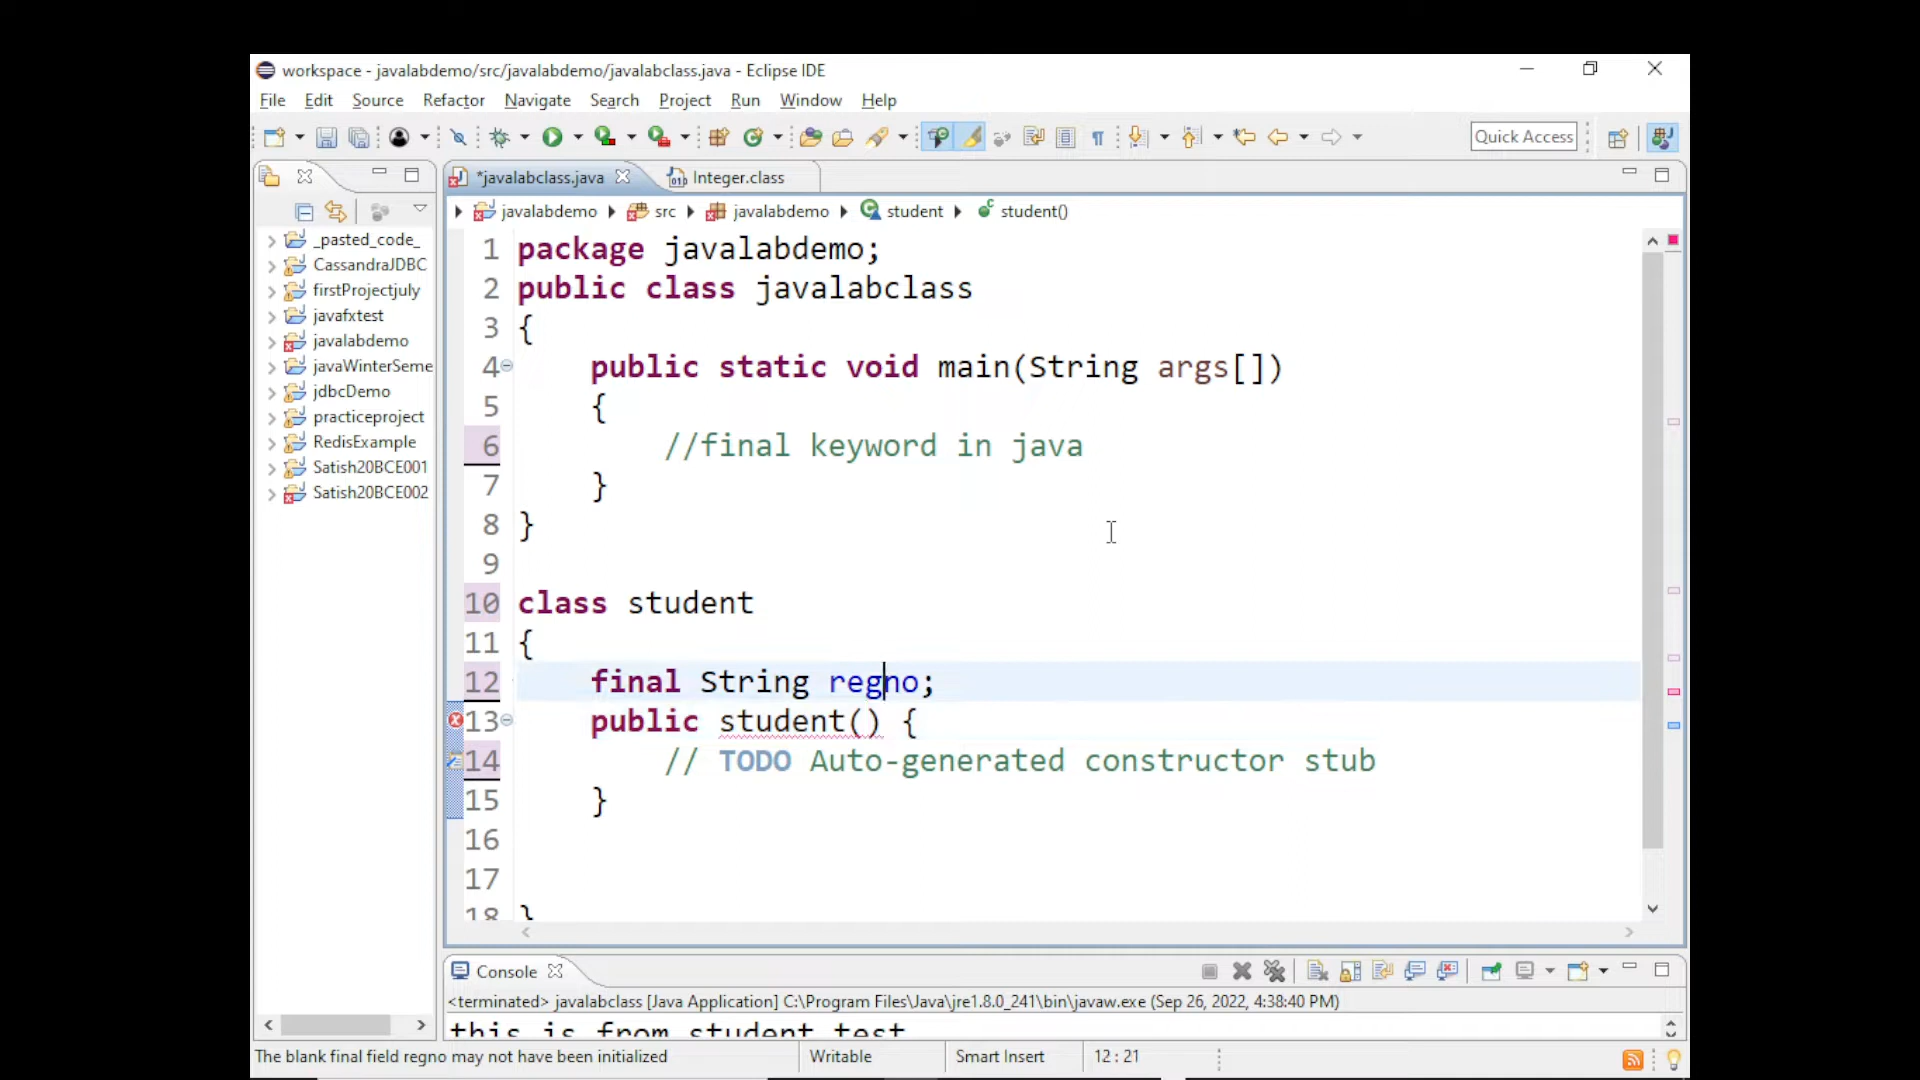 workspace - javalabdemo/src/javalabdemo/javalabclass.java - Eclipse IDE
File Edit Source Refactor Navigate Search Project Run Window Help
Quick Access
*javalabclass.java Integer.class
javalabdemo src javalabdemo student student()
_pasted_code_
CassandraJDBC
firstProjectjuly
javafxtest
javalabdemo
javaWinterSeme
jdbcDemo
practiceproject
RedisExample
Satish20BCE001
Satish20BCE002
1 package javalabdemo;
2 public class javalabclass
3 {
4 public static void main(String args[])
5 {
6 //final keyword in java
7 }
8 }
9
10 class student
11 {
12 final String regno;
13 public student() {
14 // TODO Auto-generated constructor stub
15 }
16
17
18 }
Console
<terminated> javalabclass [Java Application] C:\Program Files\Java\jre1.8.0_241\bin\javaw.exe (Sep 26, 2022, 4:38:40 PM)
this is from student test
The blank final field regno may not have been initialized Writable Smart Insert 12 : 21